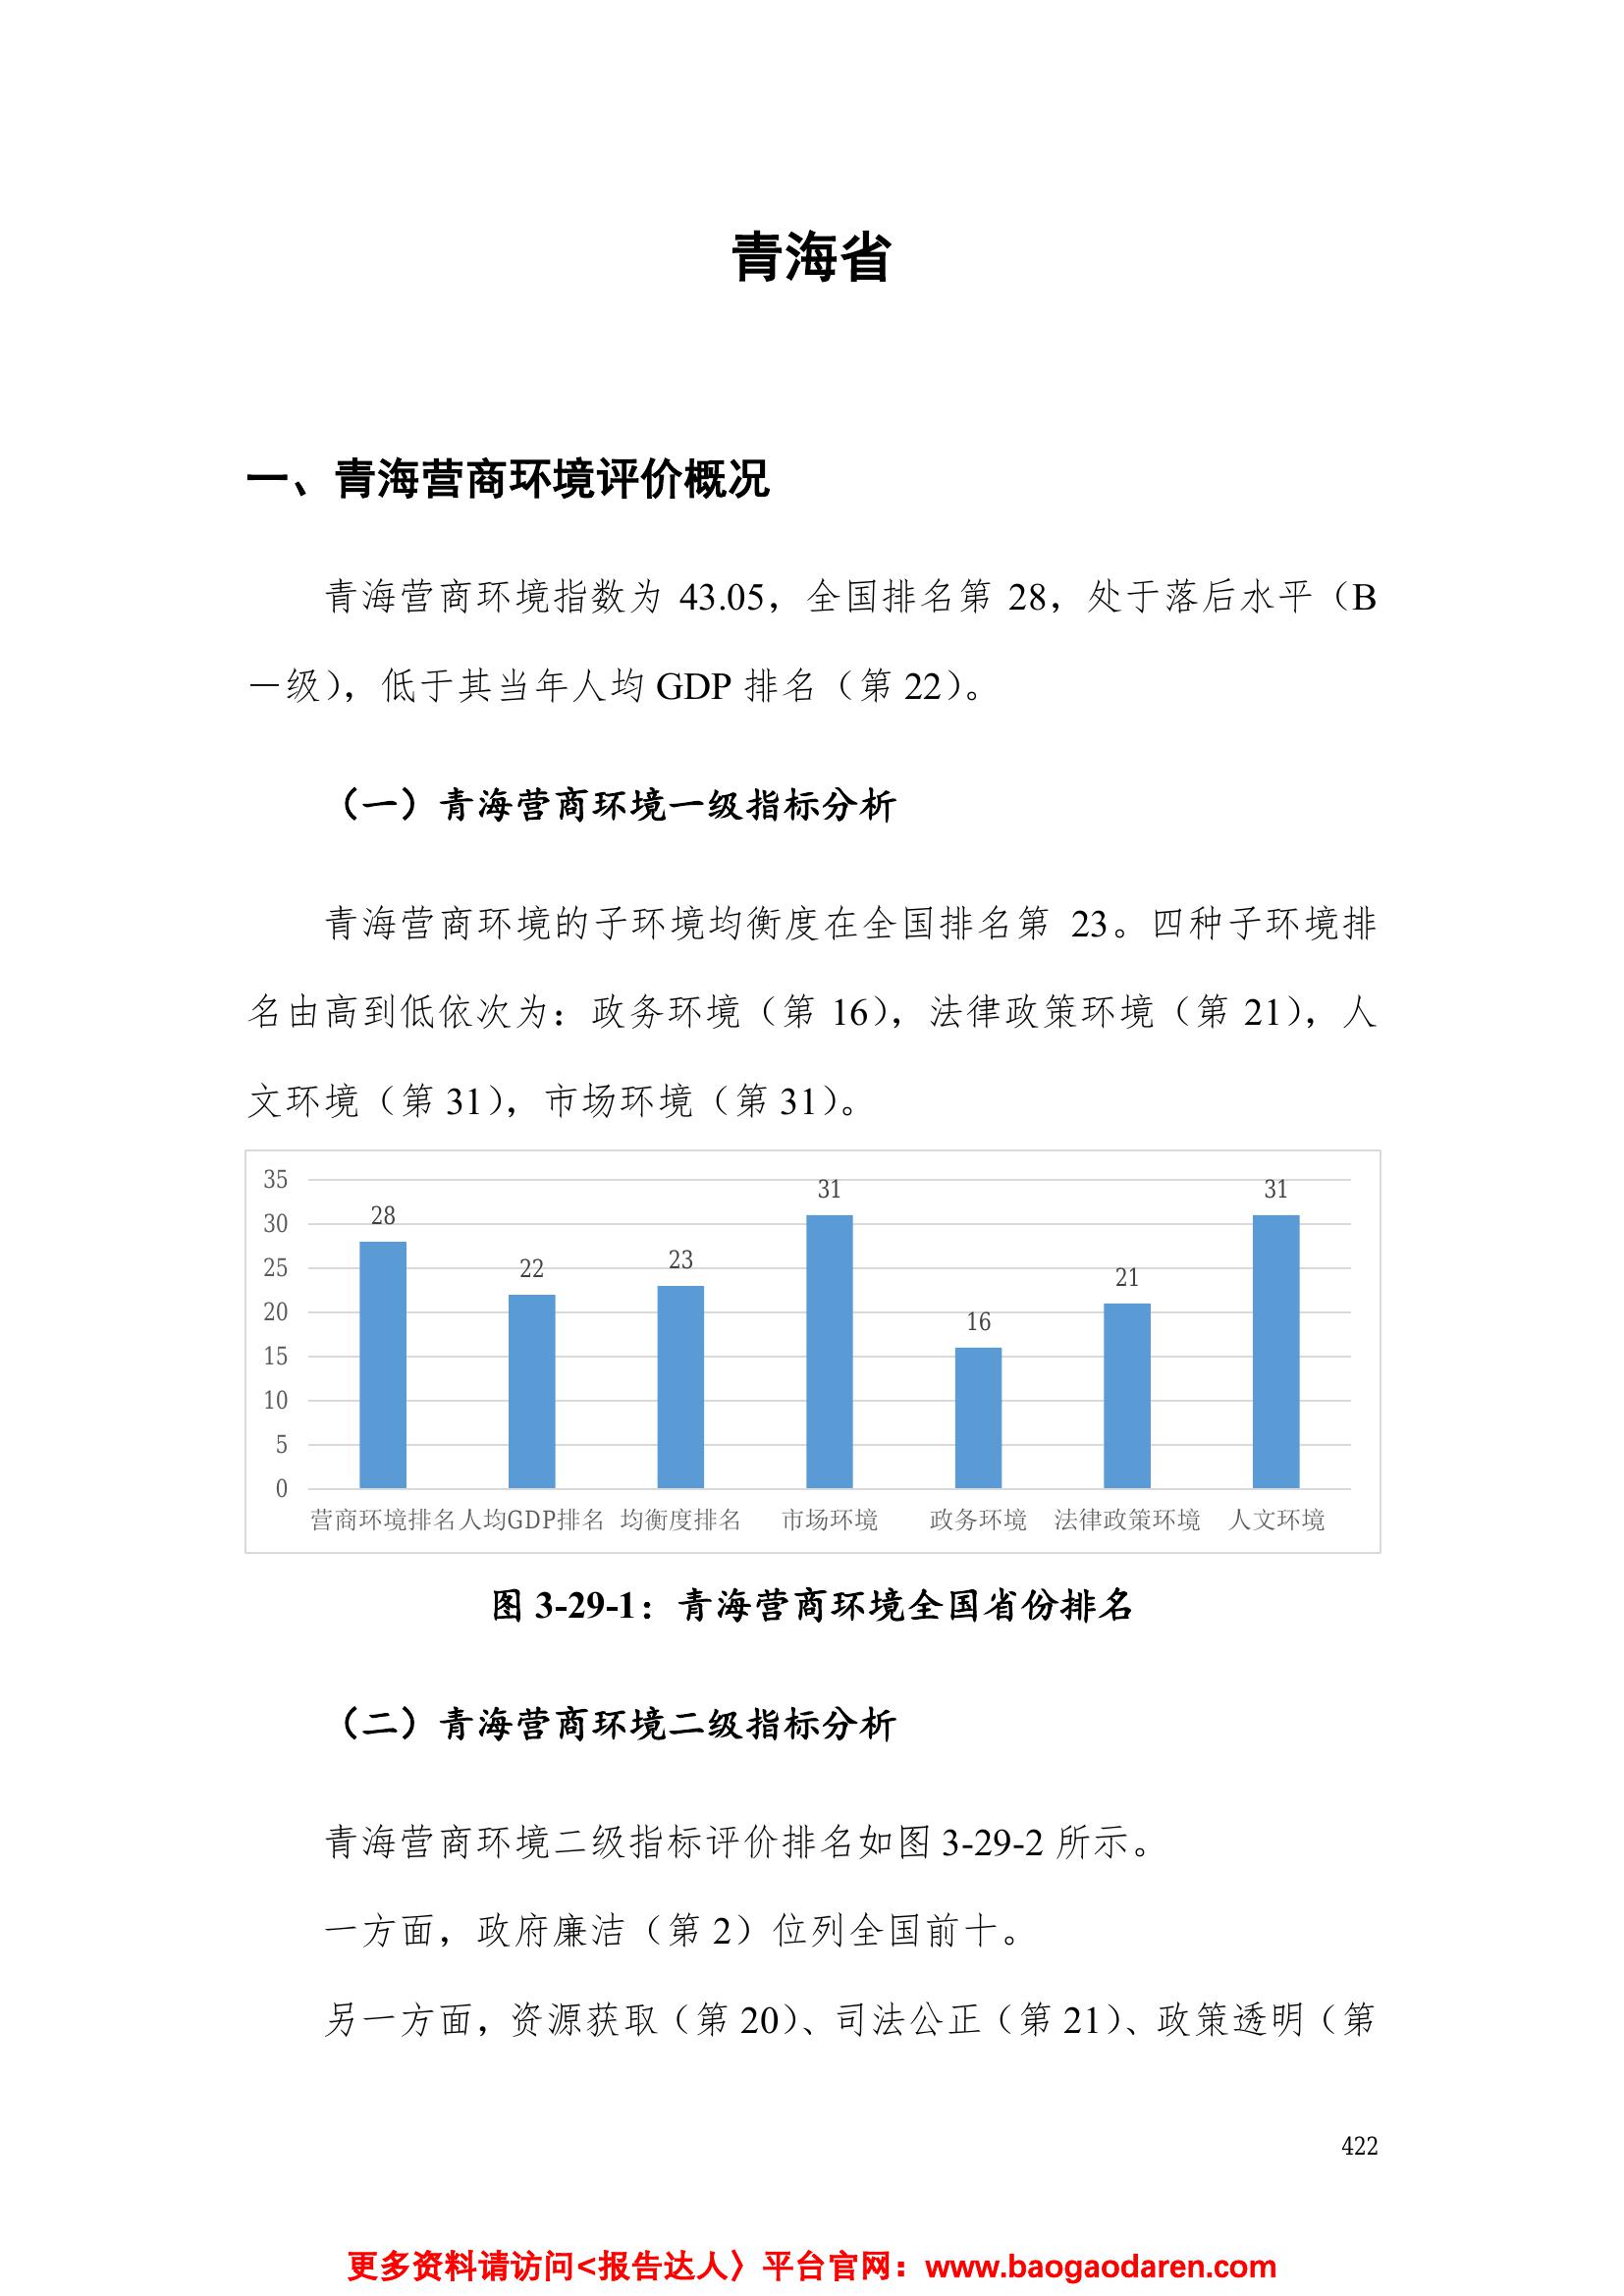 青海省
一、青海营商环境评价概况
青海营商环境指数为 43.05，全国排名第 28，处于落后水平（B
－级），低于其当年人均 GDP 排名（第 22）。
（一）青海营商环境一级指标分析
青海营商环境的子环境均衡度在全国排名第 23。四种子环境排
名由高到低依次为：政务环境（第 16），法律政策环境（第 21），人
文环境（第 31），市场环境（第 31）。
35
30
25
20
15
10
5
0
28
22
23
31
16
21
31
营商环境排名 人均GDP排名 均衡度排名 市场环境 政务环境 法律政策环境 人文环境
图 3-29-1：青海营商环境全国省份排名
（二）青海营商环境二级指标分析
青海营商环境二级指标评价排名如图 3-29-2 所示。
一方面，政府廉洁（第 2）位列全国前十。
另一方面，资源获取（第 20）、司法公正（第 21）、政策透明（第
422
更多资料请访问<报告达人〉平台官网：www.baogaodaren.com